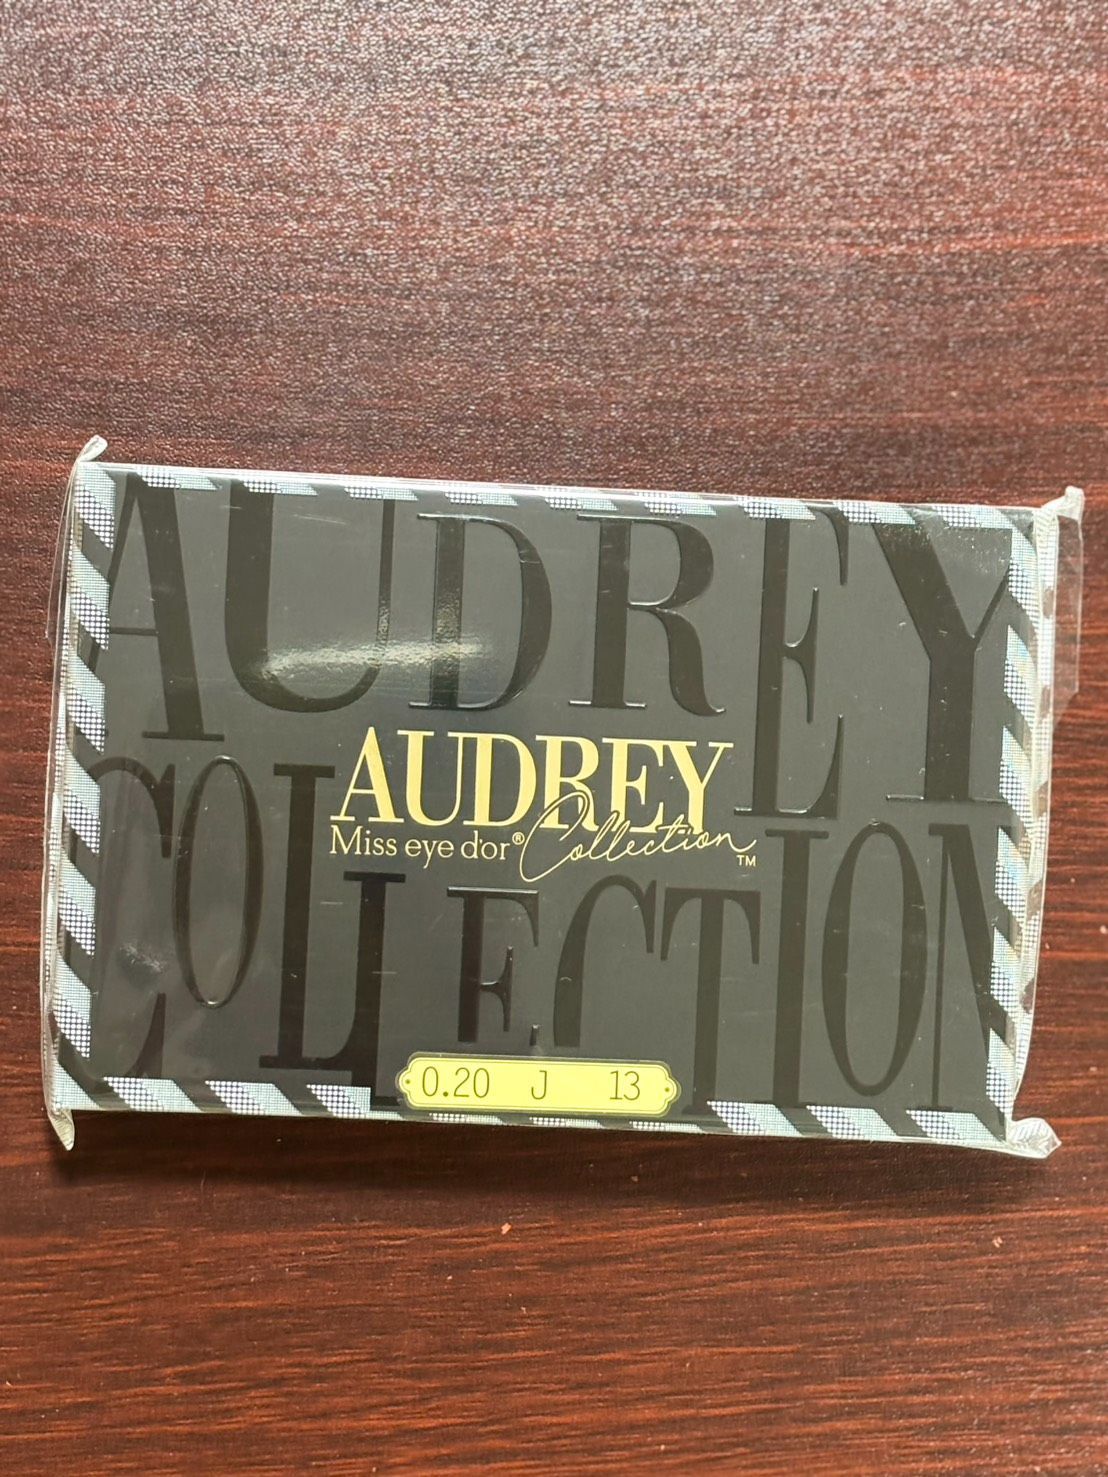 AUDREY
AUDREY
Miss eye d'or® Collection™
COLLECTION
0.20 J 13